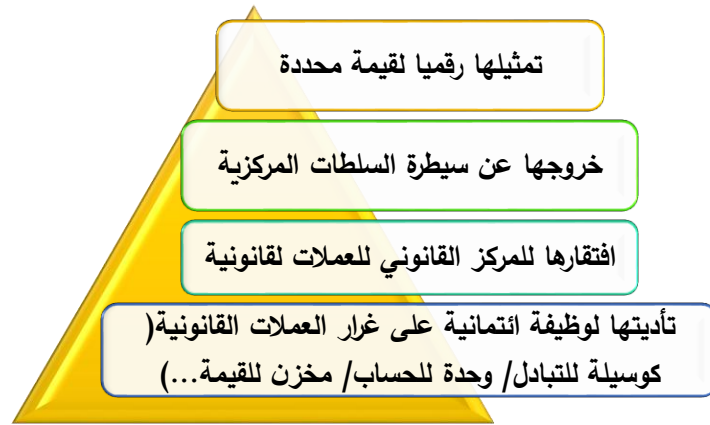 تمثيلها رقميا لقيمة محددة
خروجها عن سيطرة السلطات المركزية
افتقارها للمركز القانوني للعملات لقانونية
تأديتها لوظيفة ائتمانية على غرار العملات القانونية(
كوسيلة للتبادل/ وحدة للحساب/ مخزن للقيمة...)